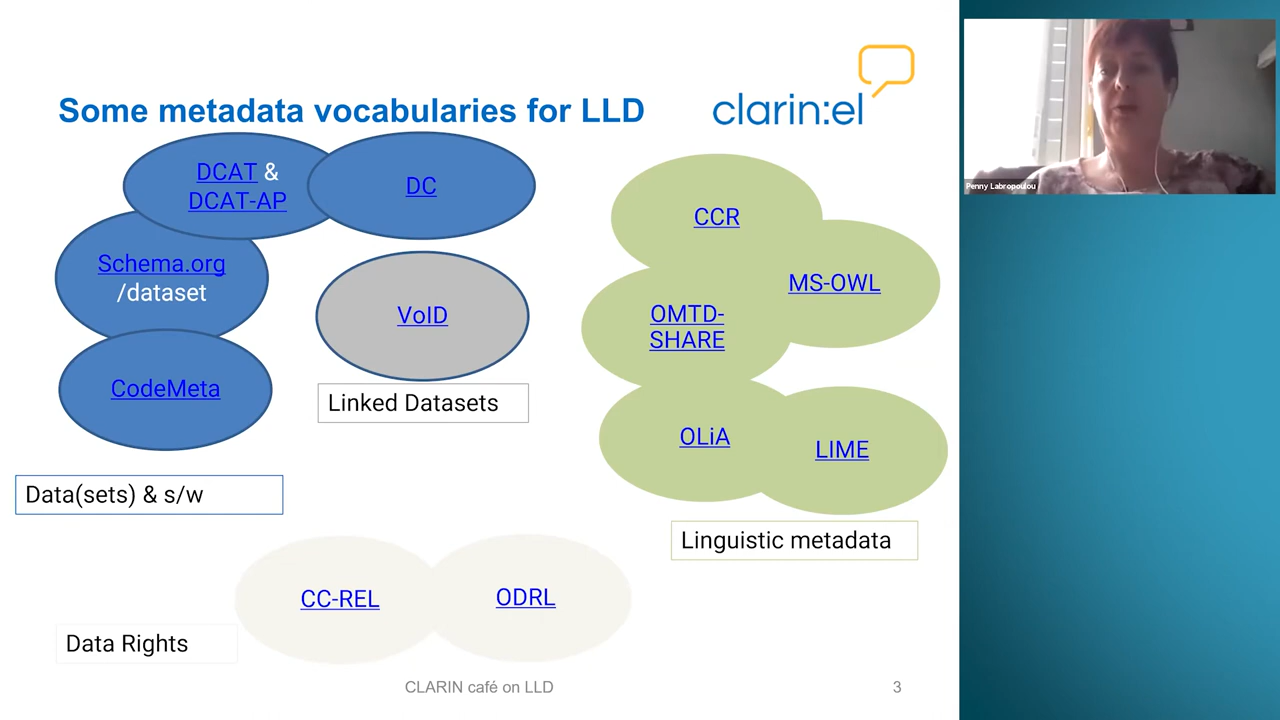 Some metadata vocabularies for LLD
clarin:el
DCAT &
DCAT-AP
DC
Schema.org
/dataset
VoID
CodeMeta
Linked Datasets
Data(sets) & s/w
CCR
MS-OWL
OMTD-
SHARE
OLiA
LIME
Linguistic metadata
CC-REL
ODRL
Data Rights
CLARIN café on LLD
3
Penny Labropoulou